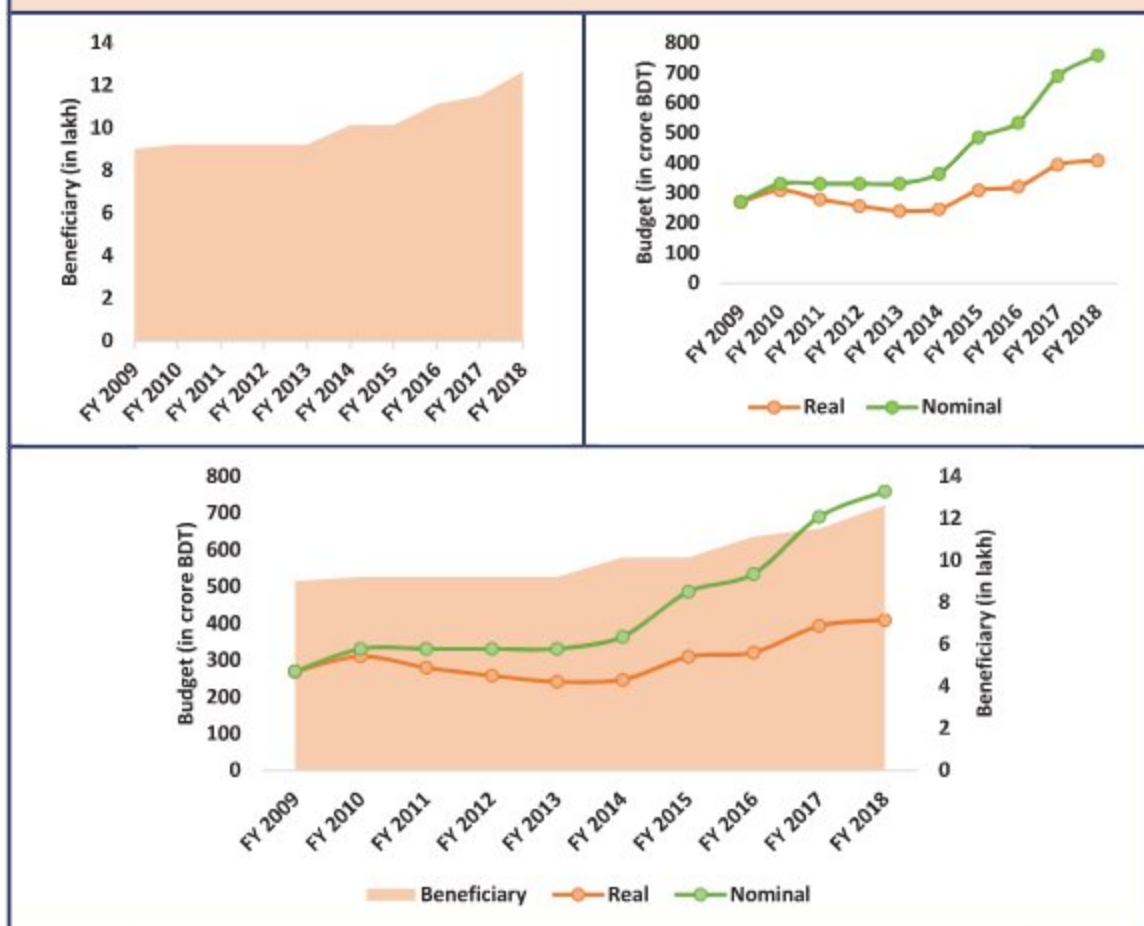 Beneficiary (in lakh)
14
12
10
8
6
4
2
0
FY 2009
FY 2010
FY 2011
FY 2012
FY 2013
FY 2014
FY 2015
FY 2016
FY 2017
FY 2018
Budget (in crore BDT)
800
700
600
500
400
300
200
100
0
FY 2009
FY 2010
FY 2011
FY 2012
FY 2013
FY 2014
FY 2015
FY 2016
FY 2017
FY 2018
Real
Nominal
Budget (in crore BDT)
800
700
600
500
400
300
200
100
0
FY 2009
FY 2010
FY 2011
FY 2012
FY 2013
FY 2014
FY 2015
FY 2016
FY 2017
FY 2018
14
12
10
8
6
4
2
0
Beneficiary (in lakh)
Beneficiary
Real
Nominal